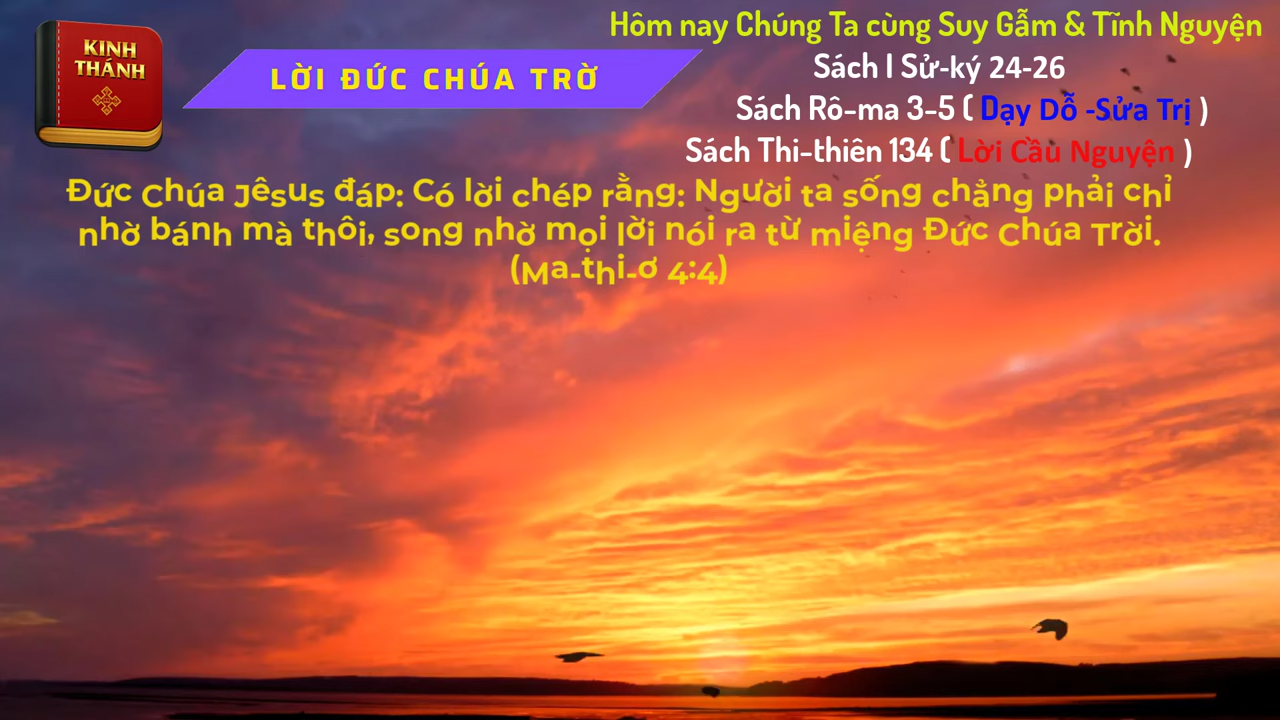 KINH
THÁNH
LỜI ĐỨC CHÚA TRỜ
Hôm nay Chúng Ta cùng Suy Gẫm & Tĩnh Nguyện
Sách I Sử-ký 24-26
Sách Rô-ma 3-5 ( Dạy Dỗ -Sửa Trị )
Sách Thi-thiên 134 ( Lời Cầu Nguyện )
Đức Chúa Jêsus đáp: Có lời chép rằng: Người ta sống chẳng phải chỉ
nhờ bánh mà thôi, song nhờ mọi lời nói ra từ miệng Đức Chúa Trời.
(Ma-thi-ơ 4:4)